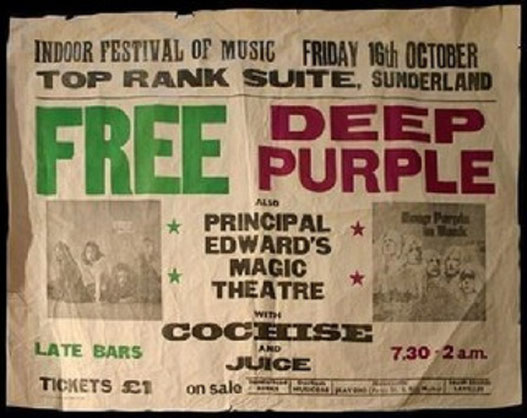 INDOOR FESTIVAL OF MUSIC FRIDAY 16th OCTOBER
TOP RANK SUITE, SUNDERLAND
FREE
DEEP
PURPLE
ALSO
PRINCIPAL
EDWARD'S
MAGIC
THEATRE
Deep Purple
in Rock
WITH
COCHISE
AND
JUICE
LATE BARS
7.30 - 2 a.m.
TICKETS £1 on sale